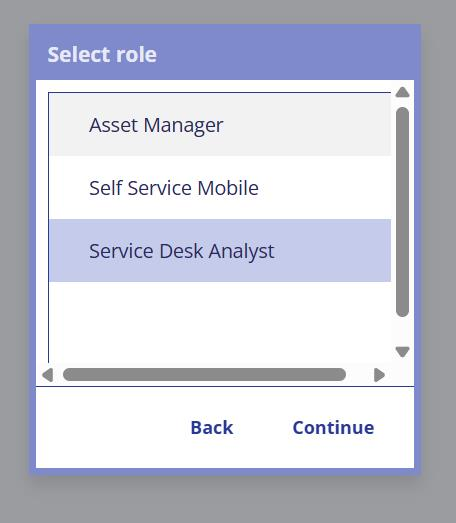 Select role
Asset Manager
Self Service Mobile
Service Desk Analyst
Back
Continue